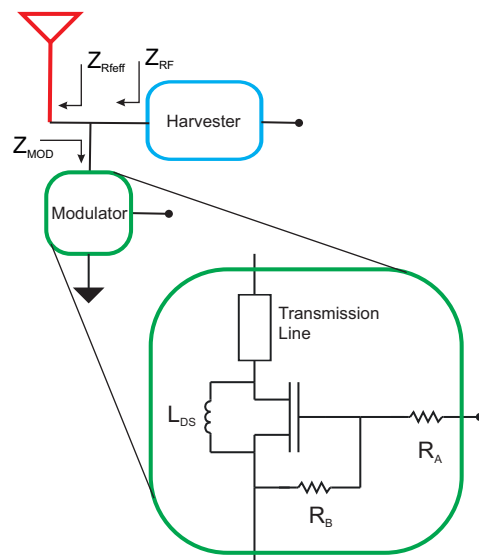 Z_Rfeff
Z_RF
Harvester
Z_MOD
Modulator
Transmission
Line
L_DS
R_A
R_B